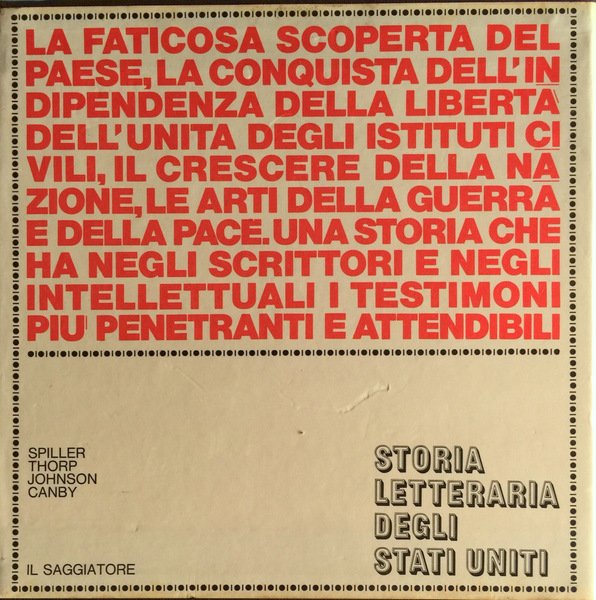 LA FATICOSA SCOPERTA DEL
PAESE, LA CONQUISTA DELL'IN
DIPENDENZA DELLA LIBERTÀ
DELL'UNITA DEGLI ISTITUTI CI
VILI, IL CRESCERE DELLA NA
ZIONE, LE ARTI DELLA GUERRA
E DELLA PACE. UNA STORIA CHE
HA NEGLI SCRITTORI E NEGLI
INTELLETTUALI I TESTIMONI
PIU PENETRANTI E ATTENDIBILI
SPILLER
THORP
JOHNSON
CANBY
IL SAGGIATORE
STORIA
LETTERARIA
DEGLI
STATI UNITI